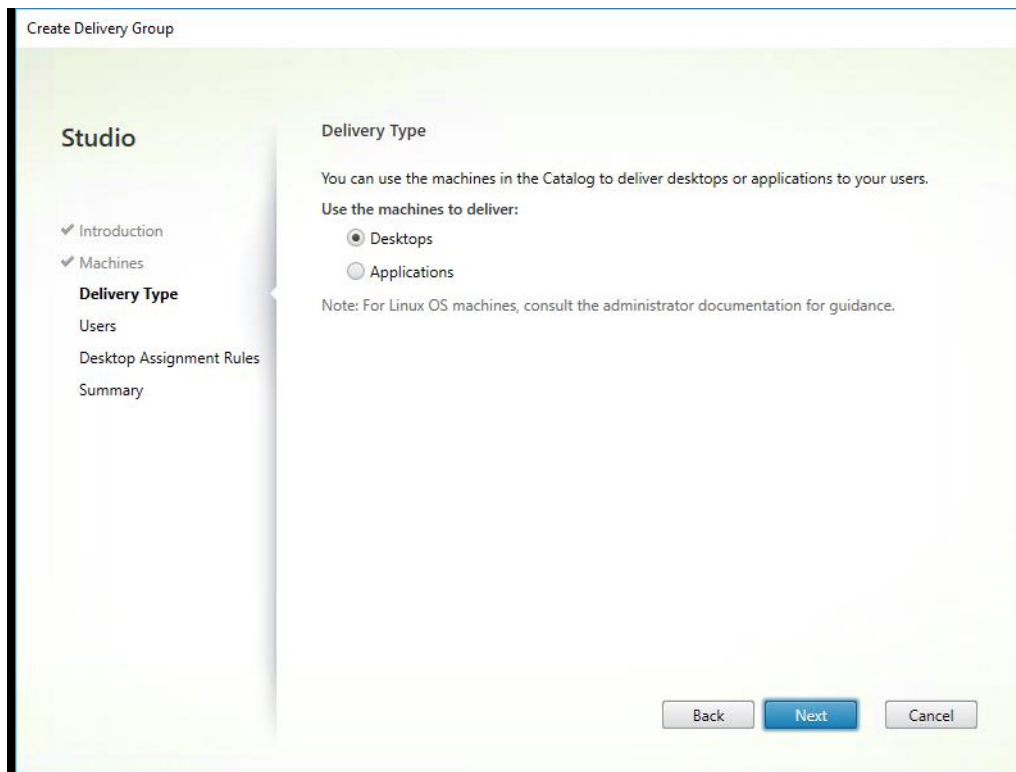 Create Delivery Group
Studio
Introduction
Machines
Delivery Type
Users
Desktop Assignment Rules
Summary
Delivery Type
You can use the machines in the Catalog to deliver desktops or applications to your users.
Use the machines to deliver:
Desktops
Applications
Note: For Linux OS machines, consult the administrator documentation for guidance.
Back Next Cancel